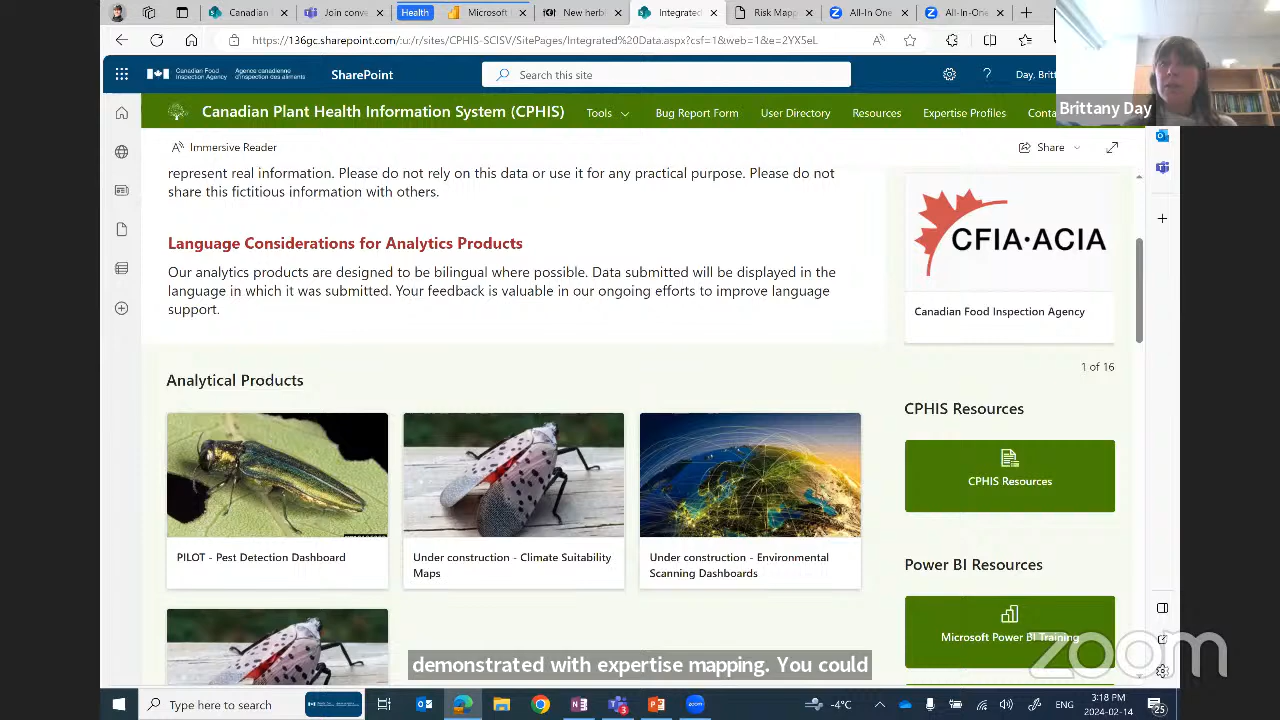 Canadian
Join conve
Health
Microsoft
New herbl
Integrated
Risk Mapp
All-In One
All-In-One
https://136gc.sharepoint.com/:u:/r/sites/CPHIS-SCISV/SitePages/Integrated%20Data.aspx?csf=1&web=1&e=2YX5eL
Canadian Food Inspection Agency
Agence canadienne d'inspection des aliments
SharePoint
Search this site
Day, Britt
Brittany Day
Canadian Plant Health Information System (CPHIS)
Tools
Bug Report Form
User Directory
Resources
Expertise Profiles
Conta
Immersive Reader
Share
represent real information. Please do not rely on this data or use it for any practical purpose. Please do not
share this fictitious information with others.
Language Considerations for Analytics Products
Our analytics products are designed to be bilingual where possible. Data submitted will be displayed in the
language in which it was submitted. Your feedback is valuable in our ongoing efforts to improve language
support.
CFIA·ACIA
Canadian Food Inspection Agency
1 of 16
Analytical Products
PILOT - Pest Detection Dashboard
Under construction - Climate Suitability
Maps
Under construction - Environmental
Scanning Dashboards
CPHIS Resources
CPHIS Resources
Power BI Resources
Microsoft Power BI Training
demonstrated with expertise mapping. You could
zoom
Type here to search
-4°C
ENG
3:18 PM
2024-02-14
25